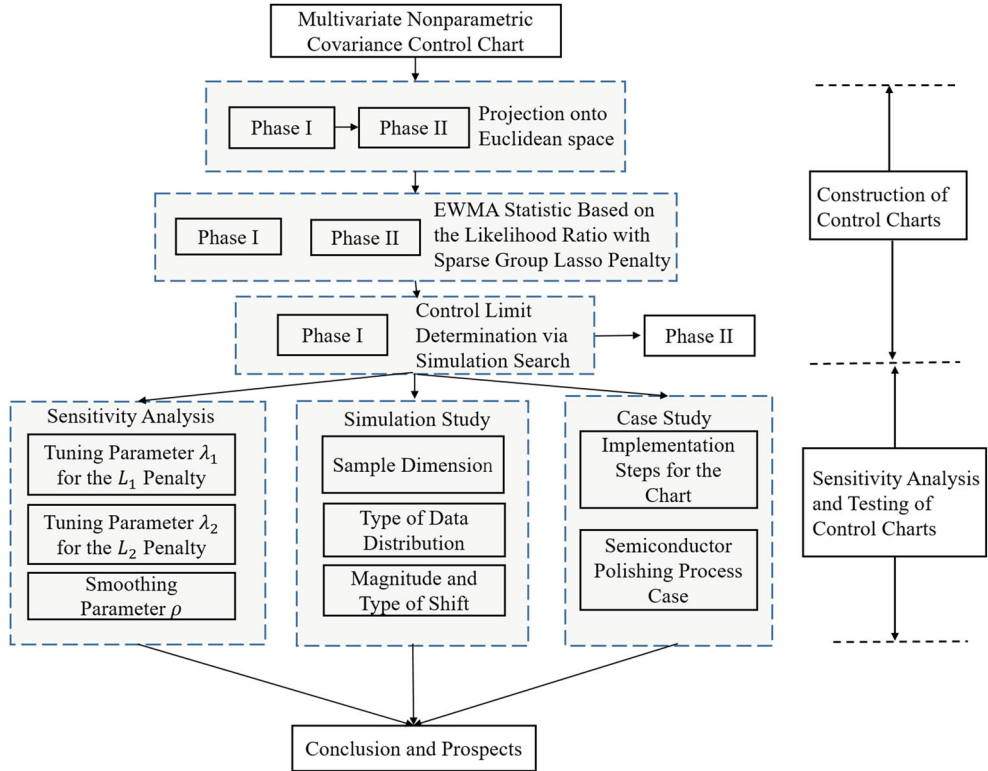 Multivariate Nonparametric
Covariance Control Chart
Phase I
Phase II
Projection onto
Euclidean space
Phase I
Phase II
EWMA Statistic Based on
the Likelihood Ratio with
Sparse Group Lasso Penalty
Phase I
Control Limit
Determination via
Simulation Search
Phase II
Construction of
Control Charts
Sensitivity Analysis
Tuning Parameter λ₁
for the L₁ Penalty
Tuning Parameter λ₂
for the L₂ Penalty
Smoothing
Parameter ρ
Simulation Study
Sample Dimension
Type of Data
Distribution
Magnitude and
Type of Shift
Case Study
Implementation
Steps for the
Chart
Semiconductor
Polishing Process
Case
Sensitivity Analysis
and Testing of
Control Charts
Conclusion and Prospects